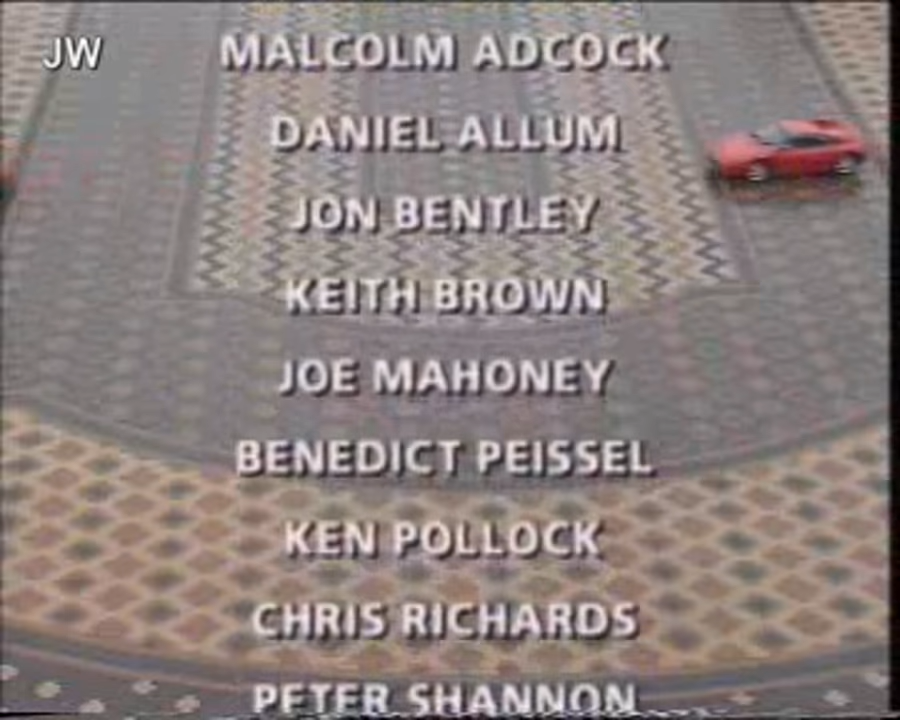 JW
MALCOLM ADCOCK
DANIEL ALLUM
JON BENTLEY
KEITH BROWN
JOE MAHONEY
BENEDICT PEISSEL
KEN POLLOCK
CHRIS RICHARDS
PETER SHANNON